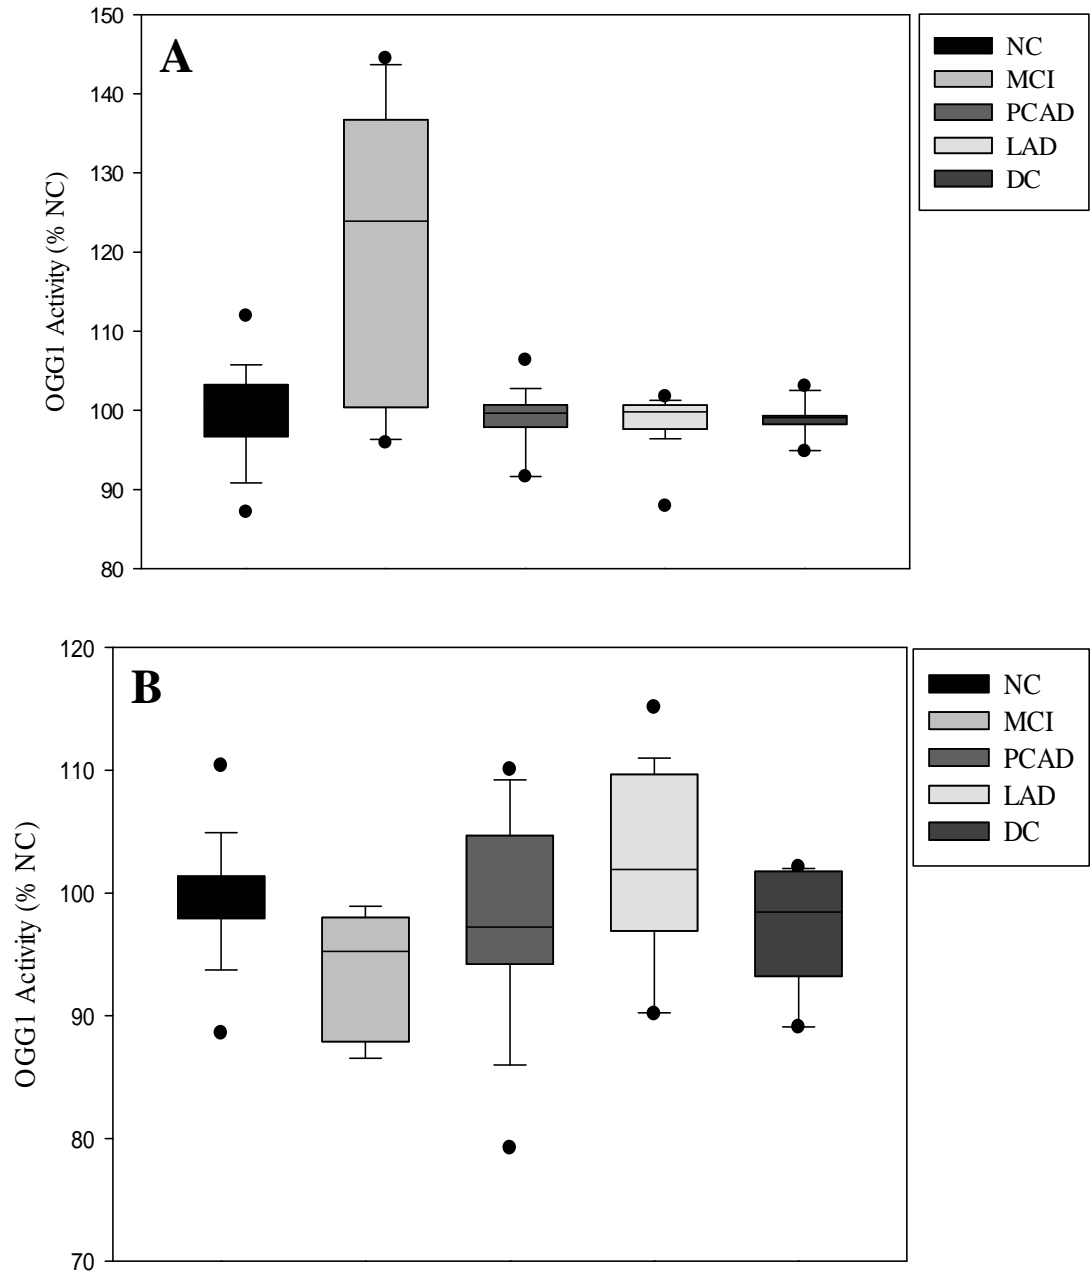 A
OGG1 Activity (% NC)
150
140
130
120
110
100
90
80
NC
MCI
PCAD
LAD
DC
B
OGG1 Activity (% NC)
120
110
100
90
80
70
NC
MCI
PCAD
LAD
DC